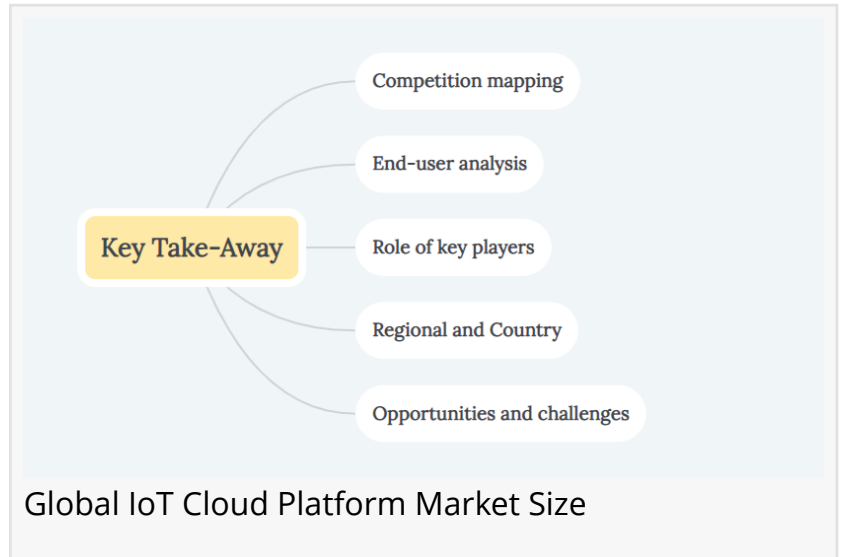 Competition mapping
End-user analysis
Key Take-Away
Role of key players
Regional and Country
Opportunities and challenges
Global IoT Cloud Platform Market Size